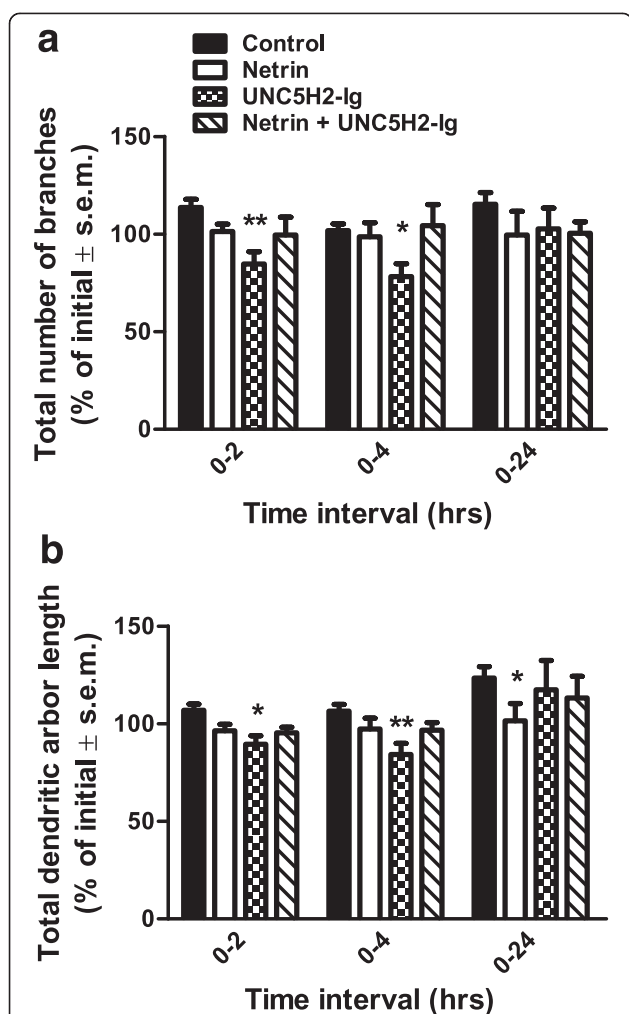 a
Control
Netrin
UNC5H2-Ig
Netrin + UNC5H2-Ig
Total number of branches
(% of initial ± s.e.m.)
150
100
50
0
**
*
0-2
0-4
0-24
Time interval (hrs)
b
Total dendritic arbor length
(% of initial ± s.e.m.)
150
100
50
0
*
**
*
0-2
0-4
0-24
Time interval (hrs)